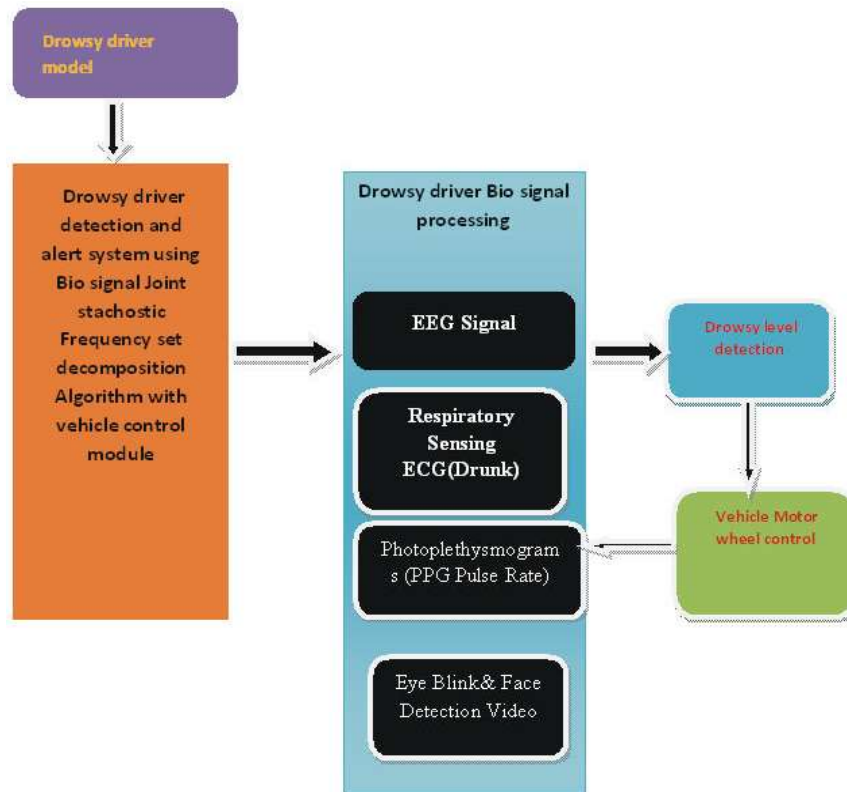 Drowsy driver
model
Drowsy driver
detection and
alert system using
Bio signal Joint
stachostic
Frequency set
decomposition
Algorithm with
vehicle control
module
Drowsy driver Bio signal
processing
EEG Signal
Respiratory
Sensing
ECG(Drunk)
Photoplethysmogram
s (PPG Pulse Rate)
Eye Blink& Face
Detection Video
Drowsy level
detection
Vehicle Motor
wheel control